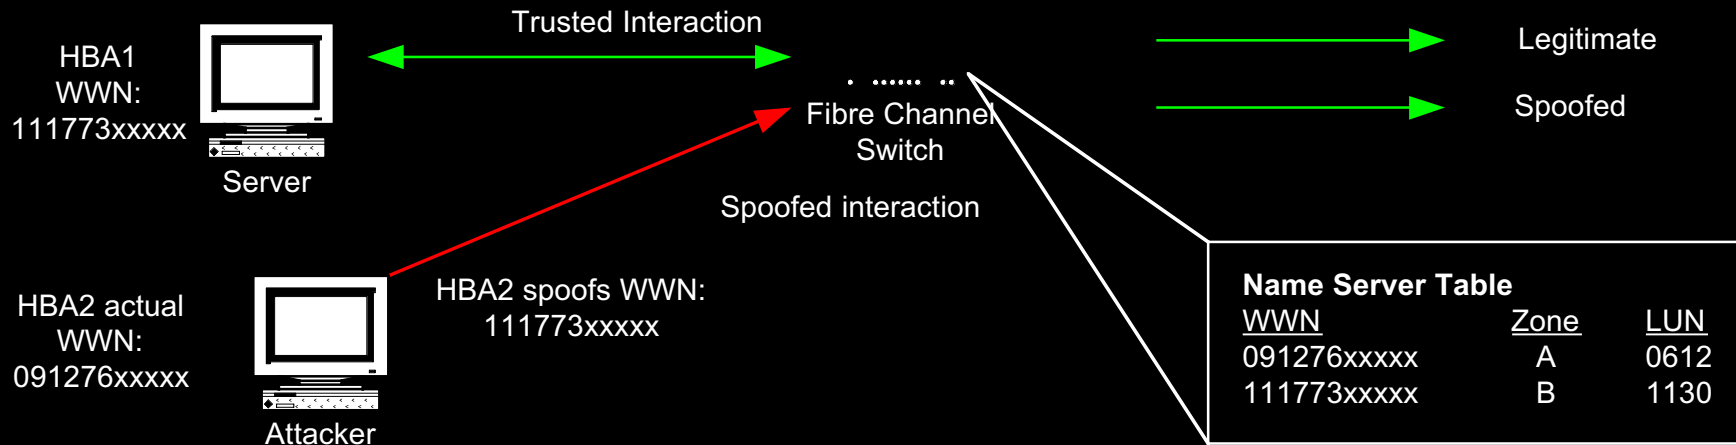 Trusted Interaction
HBA1
WWN:
111773xxxxx
Server
Fibre Channel
Switch
Legitimate
Spoofed
Spoofed interaction
HBA2 actual
WWN:
091276xxxxx
HBA2 spoofs WWN:
111773xxxxx
Attacker
Name Server Table
WWN Zone LUN
091276xxxxx A 0612
111773xxxxx B 1130